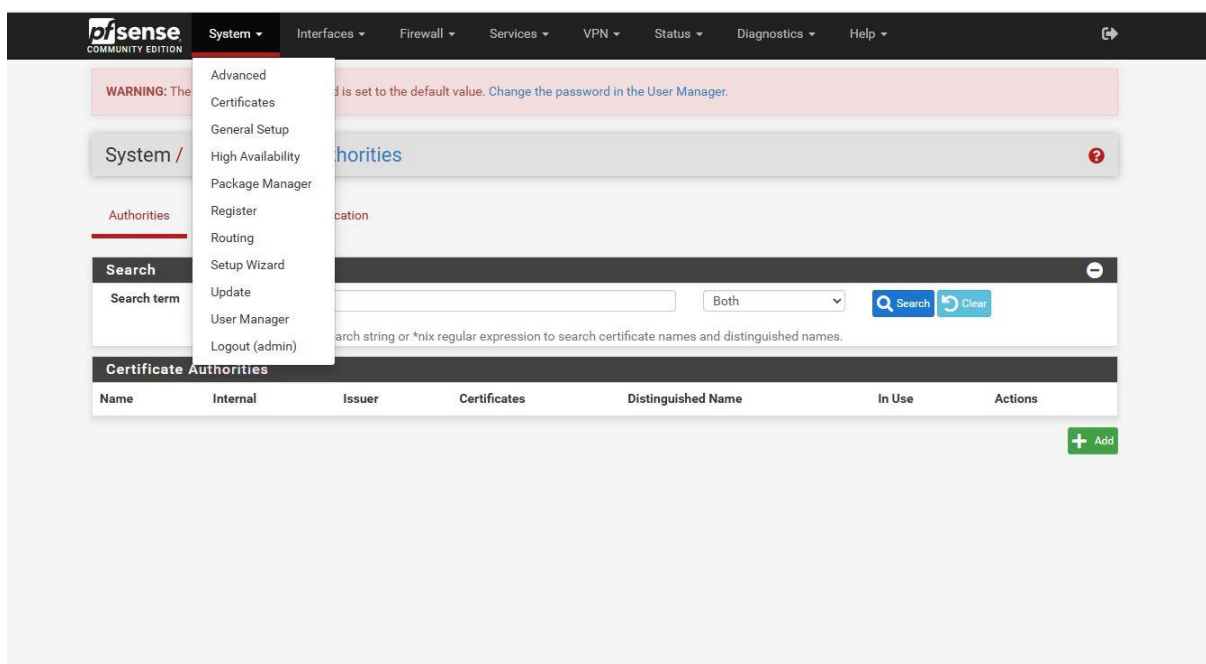 pfsense COMMUNITY EDITION System Interfaces Firewall Services VPN Status Diagnostics Help
Advanced
WARNING: The d is set to the default value. Change the password in the User Manager.
Certificates
General Setup
System / horities
High Availability
Package Manager
Register
Authorities cation
Routing
Setup Wizard
Search
Update
Search term Both Search Clear
User Manager
arch string or *nix regular expression to search certificate names and distinguished names.
Logout (admin)
Certificate Authorities
Name Internal Issuer Certificates Distinguished Name In Use Actions
Add